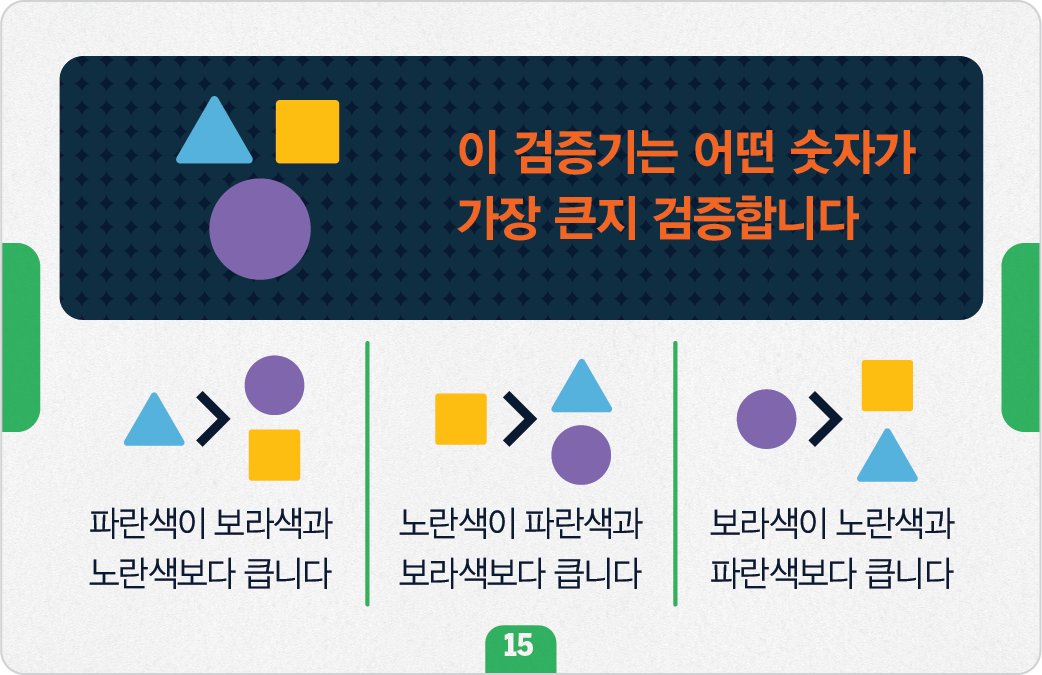 이 검증기는 어떤 숫자가
가장 큰지 검증합니다
파란색이 보라색과
노란색보다 큽니다
노란색이 파란색과
보라색보다 큽니다
보라색이 노란색과
파란색보다 큽니다
15